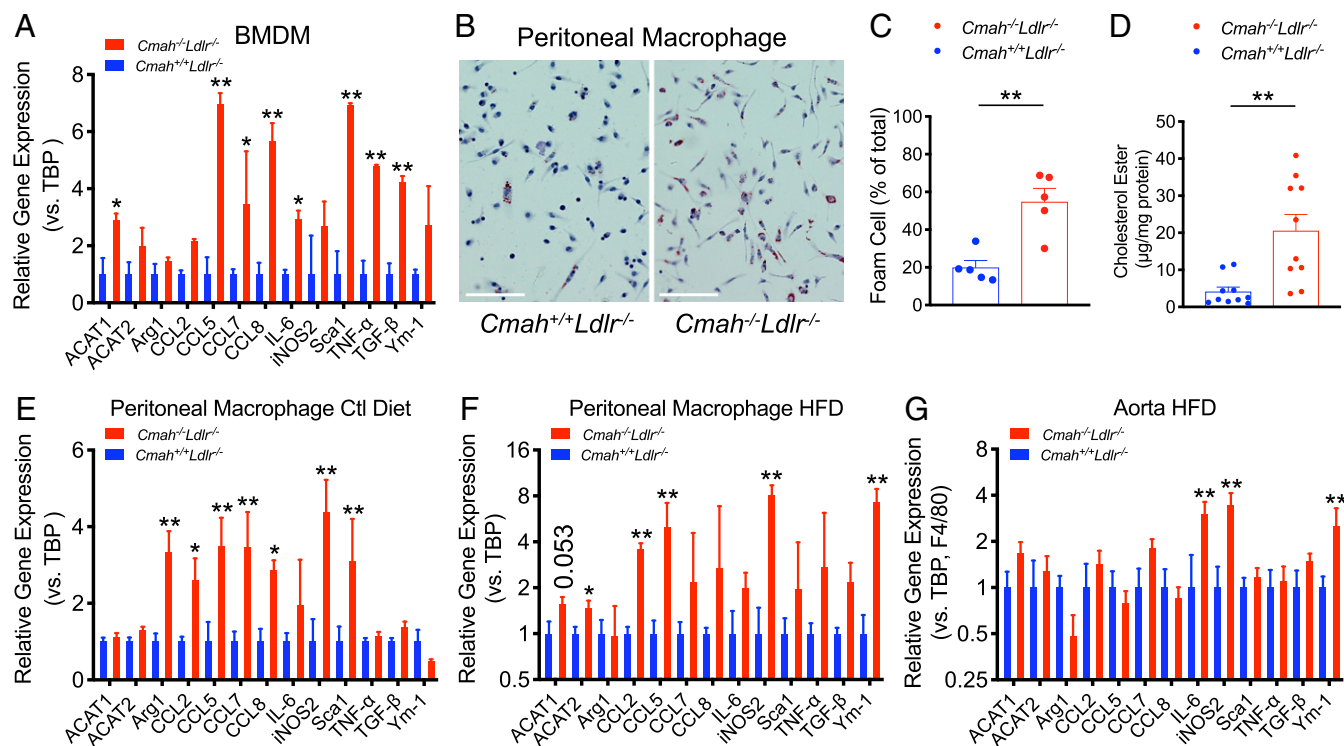 A
BMDM
Cmah-/-Ldlr-/-
Cmah+/+Ldlr-/-
Relative Gene Expression
(vs. TBP )
8
6
4
2
0
*
**
*
**
*
**
**
**
ACAT1
ACAT2
Arg1
CCL2
CCL5
CCL7
CCL8
IL-6
iNOS2
Sca1
TNF-α
TGF-β
Ym-1
B
Peritoneal Macrophage
Cmah+/+Ldlr-/-
Cmah-/-Ldlr-/-
C
Cmah-/-Ldlr-/-
Cmah+/+Ldlr-/-
**
Foam Cell (% of total)
100
80
60
40
20
0
D
Cmah-/-Ldlr-/-
Cmah+/+Ldlr-/-
**
Cholesterol Ester
(µg/mg protein)
50
40
30
20
10
0
E
Peritoneal Macrophage Ctl Diet
Cmah-/-Ldlr-/-
Cmah+/+Ldlr-/-
Relative Gene Expression
(vs. TBP)
6
4
2
0
**
*
**
**
*
**
**
ACAT1
ACAT2
Arg1
CCL2
CCL5
CCL7
CCL8
IL-6
iNOS2
Sca1
TNF-α
TGF-β
Ym-1
F
Peritoneal Macrophage HFD
Cmah-/-Ldlr-/-
Cmah+/+Ldlr-/-
Relative Gene Expression
(vs. TBP)
16
8
4
2
1
0.5
0.053
*
**
**
**
**
ACAT1
ACAT2
Arg1
CCL2
CCL5
CCL7
CCL8
IL-6
iNOS2
Sca1
TNF-α
TGF-β
Ym-1
G
Aorta HFD
Cmah-/-Ldlr-/-
Cmah+/+Ldlr-/-
Relative Gene Expression
(vs. TBP, F4/80)
8
4
2
1
0.5
0.25
**
**
**
ACAT1
ACAT2
Arg1
CCL2
CCL5
CCL7
CCL8
IL-6
iNOS2
Sca1
TNF-α
TGF-β
Ym-1